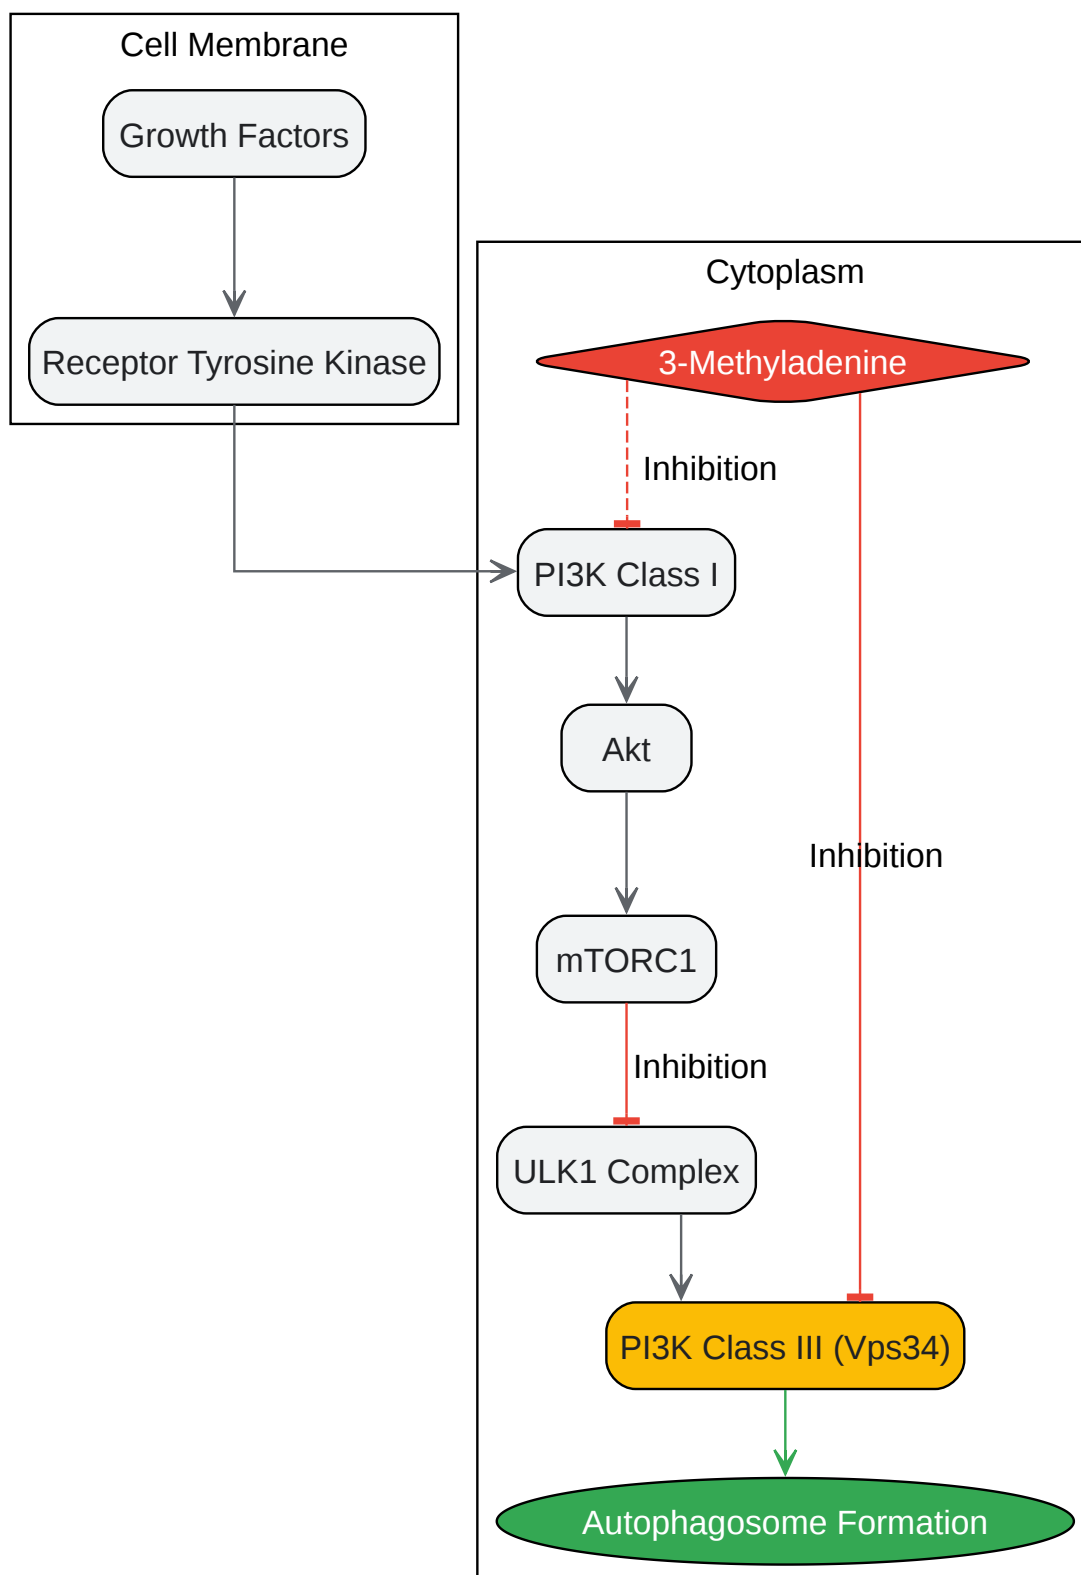 Cell Membrane
Growth Factors
Receptor Tyrosine Kinase
Cytoplasm
3-Methyladenine
Inhibition
PI3K Class I
Akt
Inhibition
mTORC1
Inhibition
ULK1 Complex
PI3K Class III (Vps34)
Autophagosome Formation